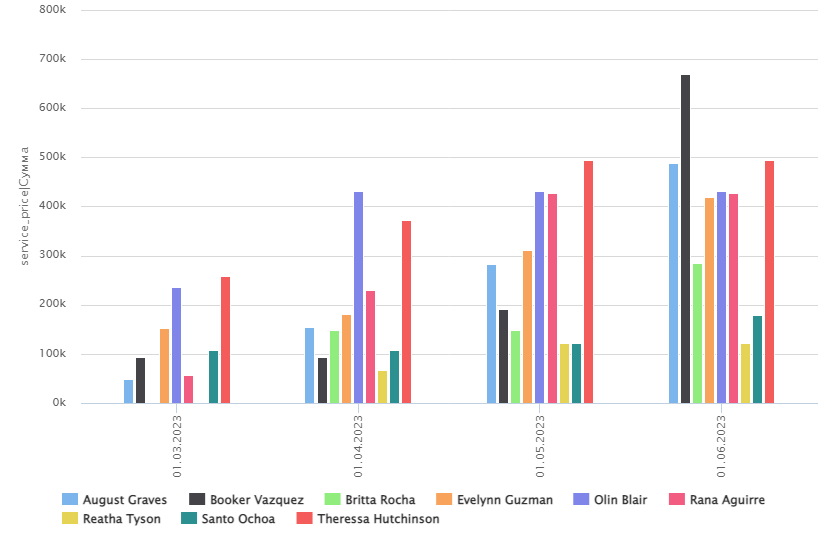 800k
700k
600k
500k
400k
300k
200k
100k
0k
service_price|Сумма
01.03.2023
01.04.2023
01.05.2023
01.06.2023
August Graves Booker Vazquez Britta Rocha Evelynn Guzman Olin Blair Rana Aguirre
Reatha Tyson Santo Ochoa Theressa Hutchinson